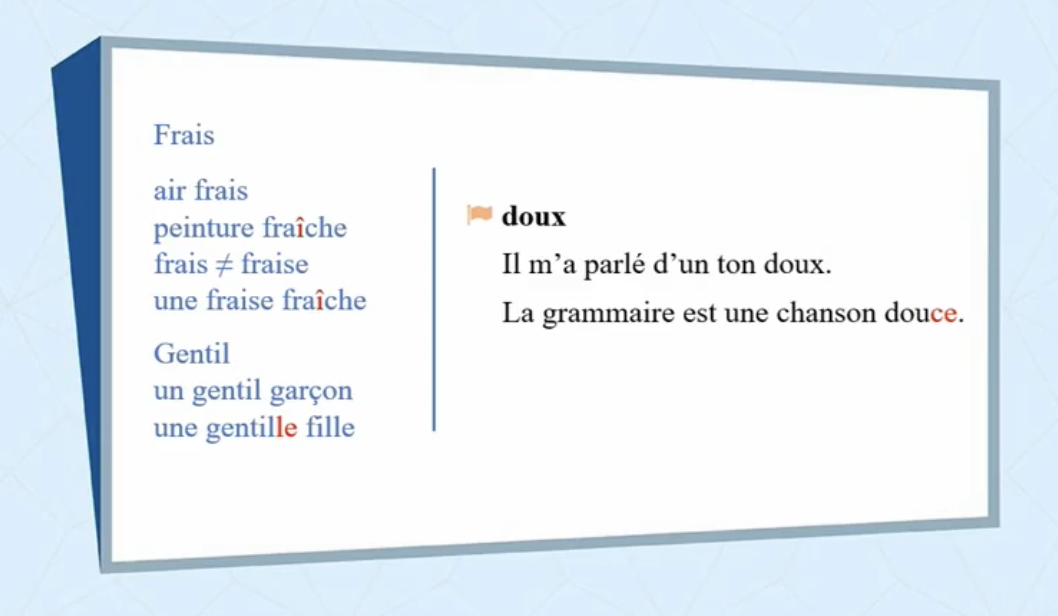 Frais
air frais
peinture fraîche
frais ≠ fraise
une fraise fraîche
Gentil
un gentil garçon
une gentille fille
doux
Il m’a parlé d’un ton doux.
La grammaire est une chanson douce.